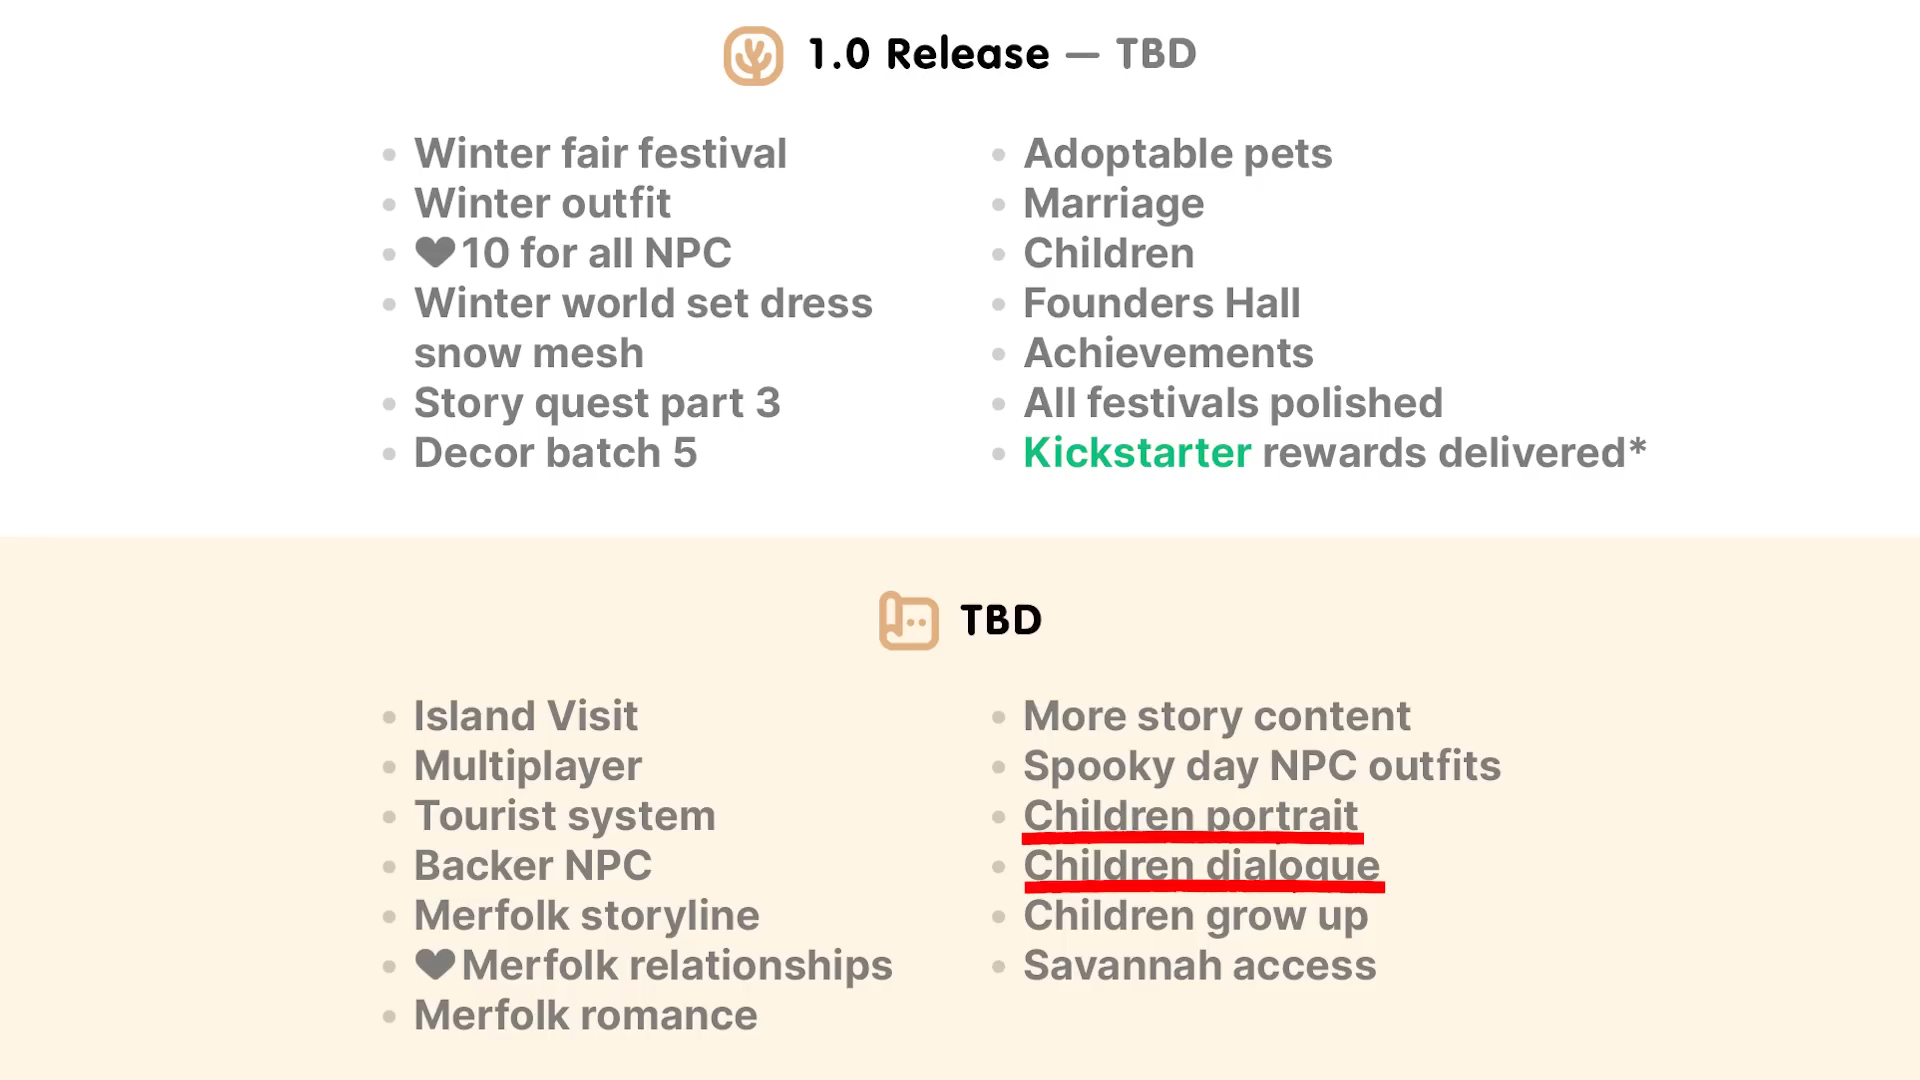 1.0 Release — TBD
Winter fair festival
Winter outfit
♥10 for all NPC
Winter world set dress
snow mesh
Story quest part 3
Decor batch 5
Adoptable pets
Marriage
Children
Founders Hall
Achievements
All festivals polished
Kickstarter rewards delivered*
TBD
Island Visit
Multiplayer
Tourist system
Backer NPC
Merfolk storyline
♥Merfolk relationships
Merfolk romance
More story content
Spooky day NPC outfits
Children portrait
Children dialogue
Children grow up
Savannah access